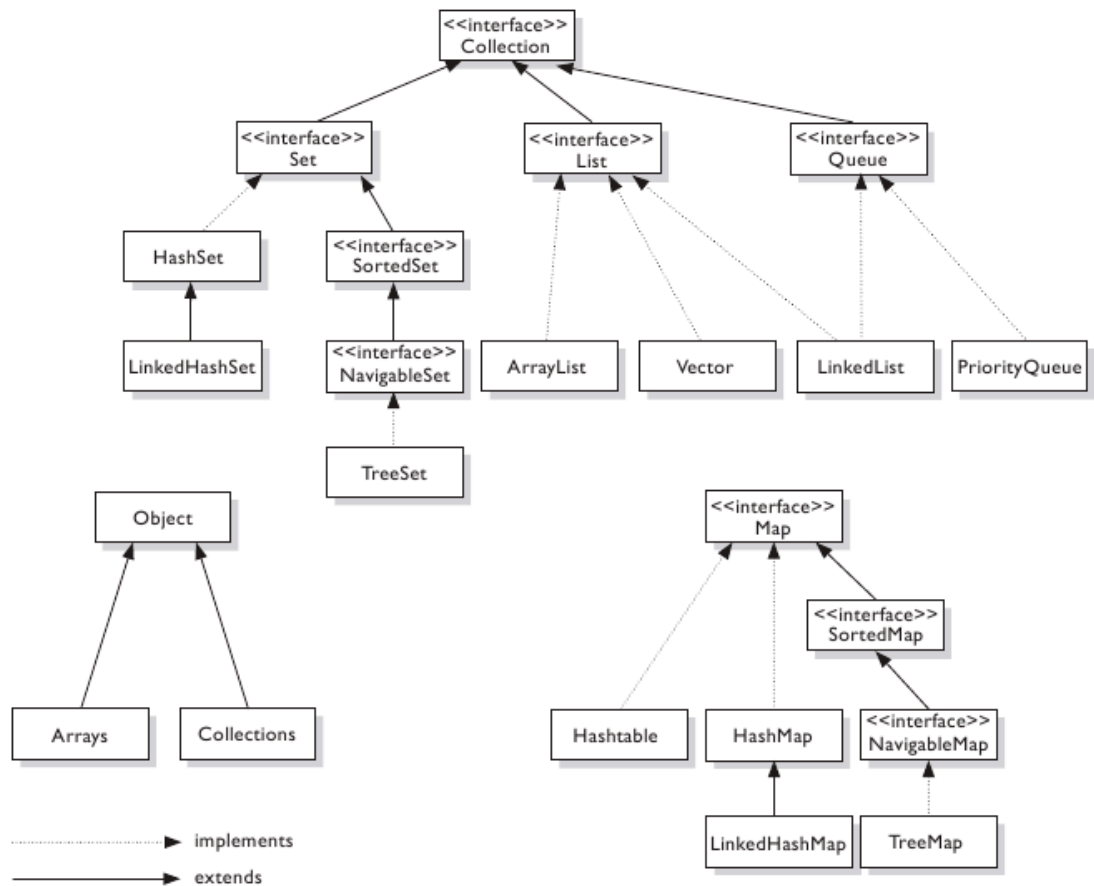 <<interface>>
Collection
<<interface>>
Set
<<interface>>
List
<<interface>>
Queue
HashSet
<<interface>>
SortedSet
LinkedHashSet
<<interface>>
NavigableSet
ArrayList
Vector
LinkedList
PriorityQueue
TreeSet
Object
<<interface>>
Map
<<interface>>
SortedMap
Arrays
Collections
Hashtable
HashMap
<<interface>>
NavigableMap
LinkedHashMap
TreeMap
implements
extends